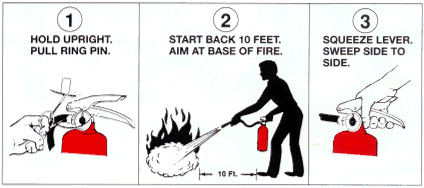 1
HOLD UPRIGHT.
PULL RING PIN.
2
START BACK 10 FEET.
AIM AT BASE OF FIRE.
10 Ft.
3
SQUEEZE LEVER.
SWEEP SIDE TO
SIDE.